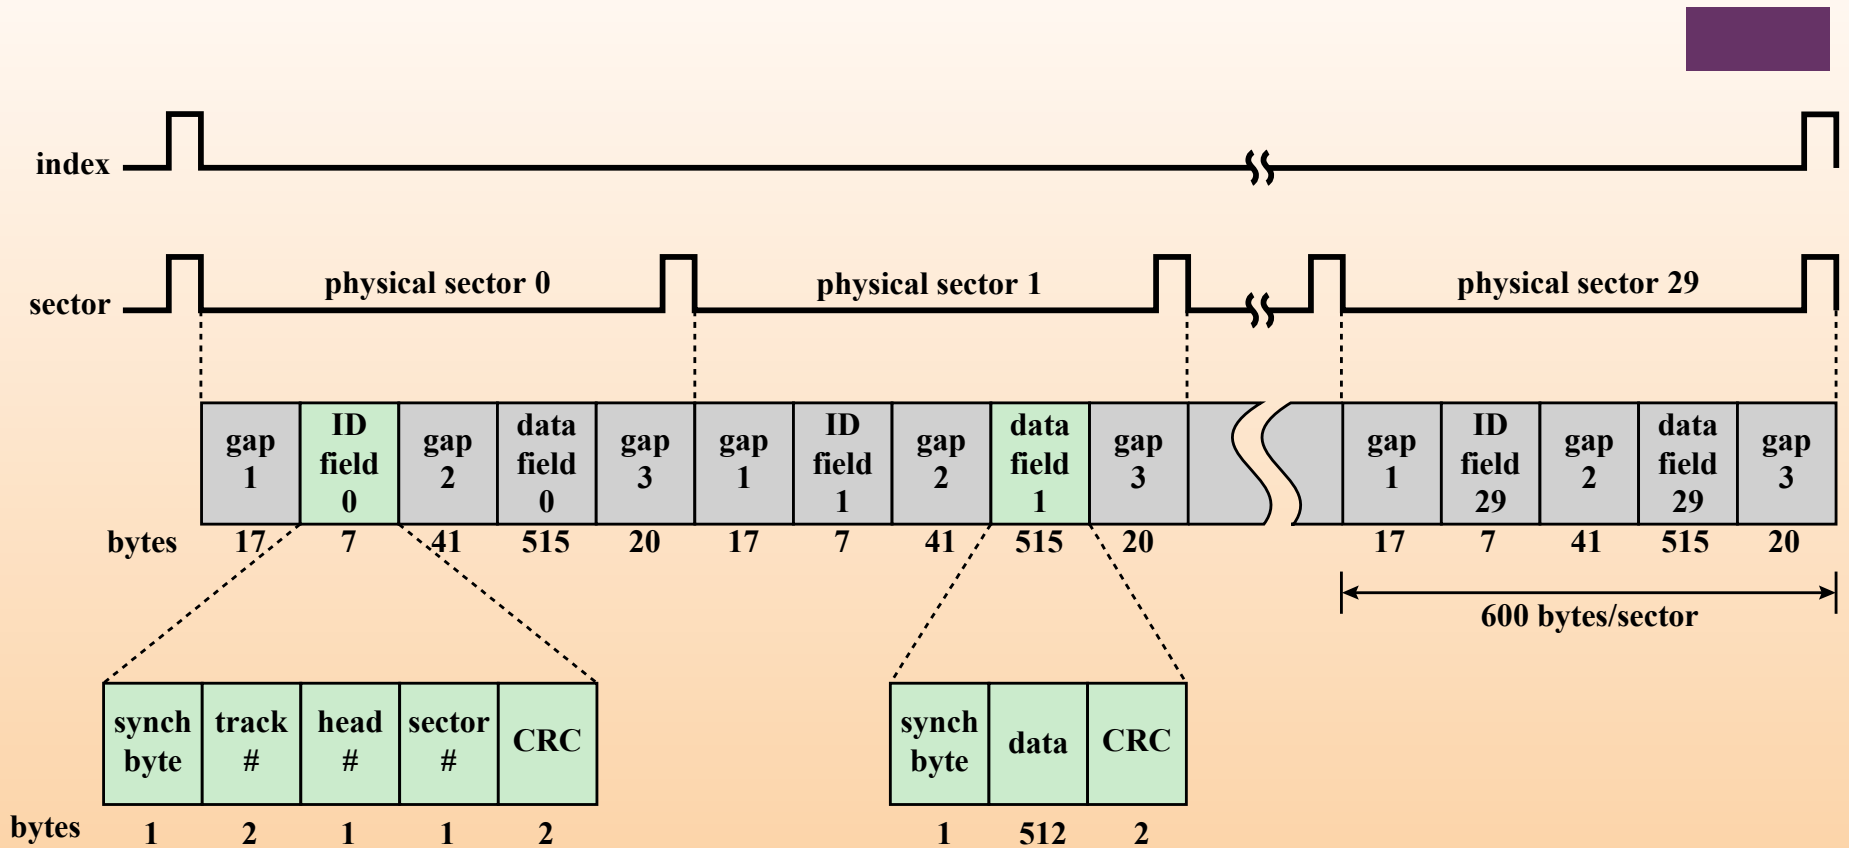 index
sector
physical sector 0
physical sector 1
physical sector 29
gap
1
ID
field
0
gap
2
data
field
0
gap
3
gap
1
ID
field
1
gap
2
data
field
1
gap
3
gap
1
ID
field
29
gap
2
data
field
29
gap
3
bytes 17 7 41 515 20 17 7 41 515 20 17 7 41 515 20
600 bytes/sector
synch
byte
track
#
head
#
sector
#
CRC
synch
byte
data
CRC
bytes 1 2 1 1 2 1 512 2